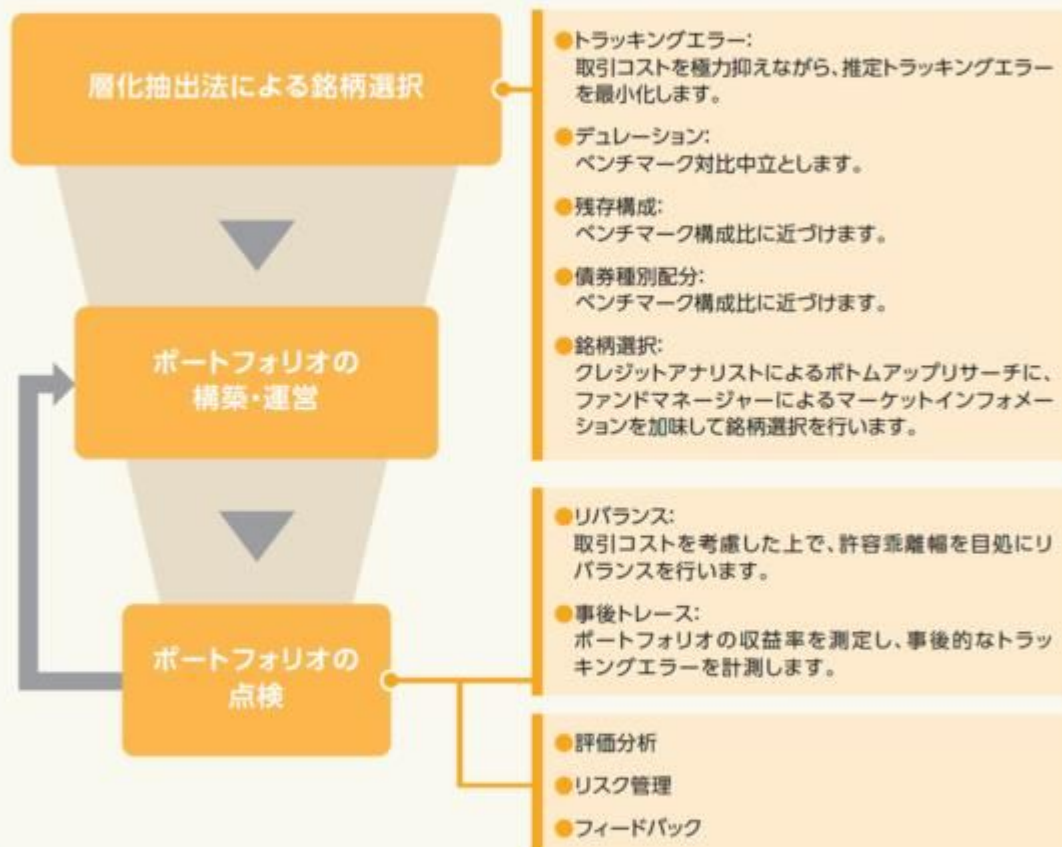 層化抽出法による銘柄選択
●トラッキングエラー:
取引コストを極力抑えながら、推定トラッキングエラー
を最小化します。
●デュレーション:
ベンチマーク対比中立とします。
●残存構成:
ベンチマーク構成比に近づけます。
●債券種別配分:
ベンチマーク構成比に近づけます。
●銘柄選択:
クレジットアナリストによるボトムアップリサーチに、
ファンドマネージャーによるマーケットインフォメー
ションを加味して銘柄選択を行います。
ポートフォリオの
構築・運営
●リバランス:
取引コストを考慮した上で、許容乖離幅を目処にリ
バランスを行います。
●事後トレース:
ポートフォリオの収益率を測定し、事後的なトラッ
キングエラーを計測します。
ポートフォリオの
点検
●評価分析
●リスク管理
●フィードバック